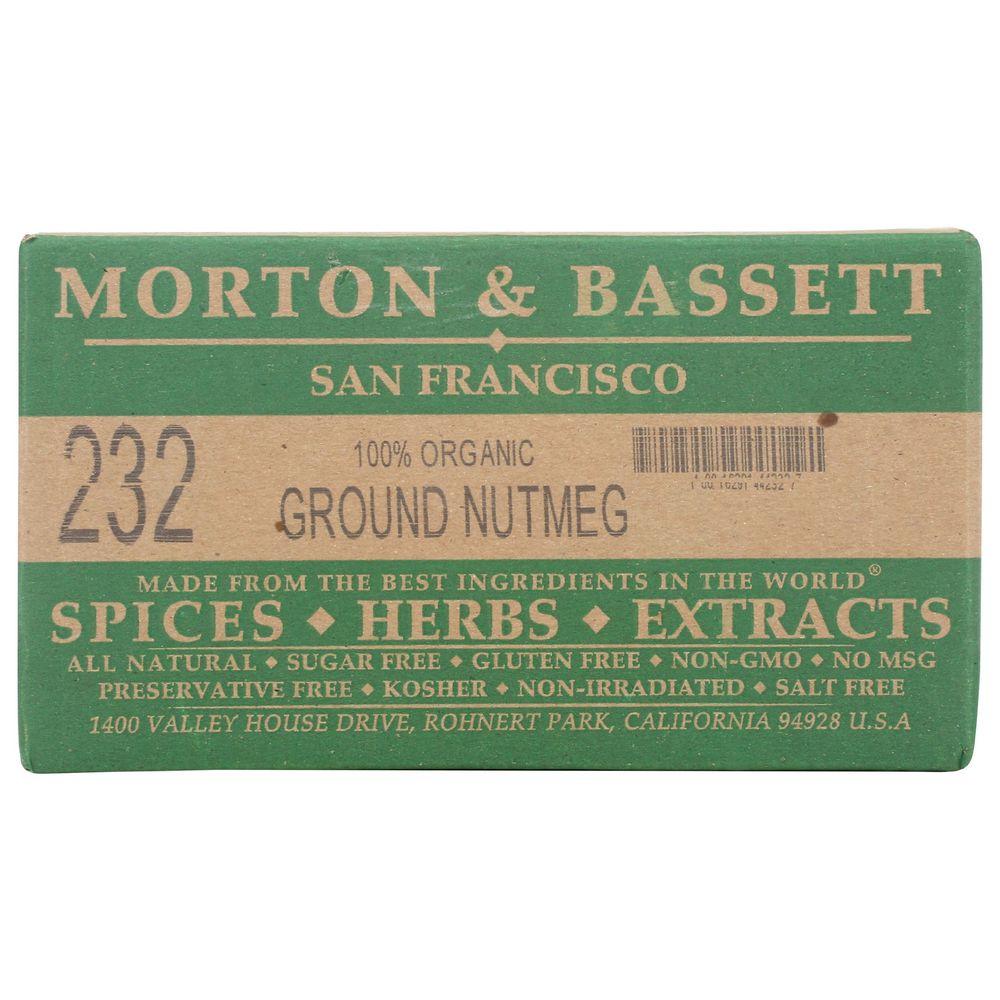 MORTON & BASSETT
SAN FRANCISCO
232
100% ORGANIC
GROUND NUTMEG
MADE FROM THE BEST INGREDIENTS IN THE WORLD®
SPICES ◆ HERBS ◆ EXTRACTS
ALL NATURAL ◆ SUGAR FREE ◆ GLUTEN FREE ◆ NON-GMO ◆ NO MSG
PRESERVATIVE FREE ◆ KOSHER ◆ NON-IRRADIATED ◆ SALT FREE
1400 VALLEY HOUSE DRIVE, ROHNERT PARK, CALIFORNIA 94928 U.S.A